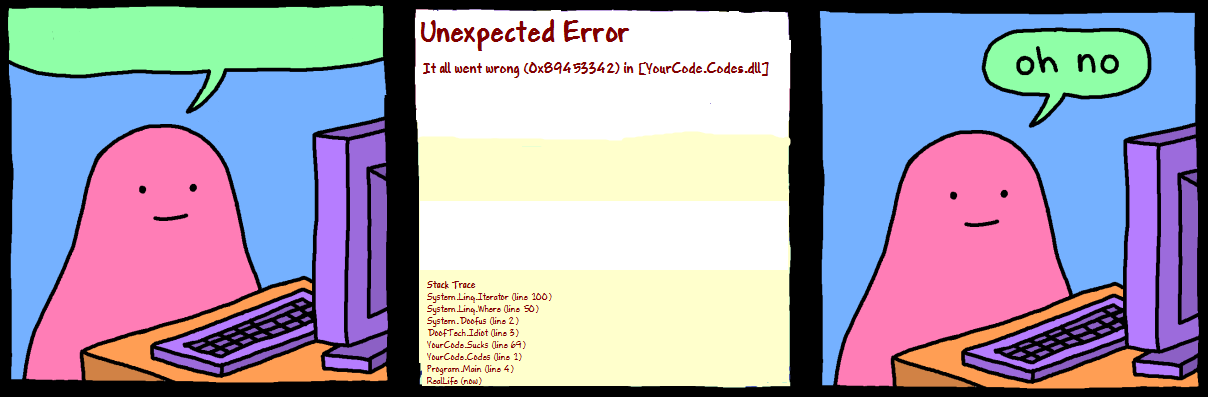 Unexpected Error
It all went wrong (0xB9453342) in [YourCode.Codes.dll]
Stack Trace
System.Linq.Iterator (line 100)
System.Linq.Where (line 50)
System.Doofus (line 2)
DoofTech.Idiot (line 3)
YourCode.Sucks (line 69)
YourCode.Codes (line 1)
Program.Main (line 4)
RealLife (now)
oh no